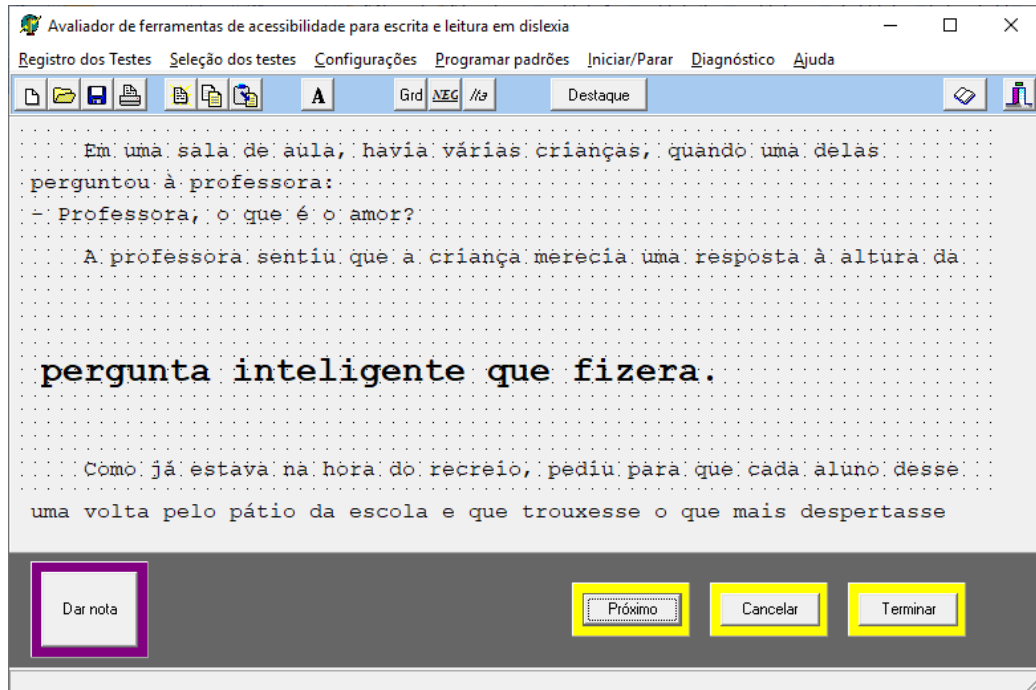 Avaliador de ferramentas de acessibilidade para escrita e leitura em dislexia
Registro dos Testes Seleção dos testes Configurações Programar padrões Iniciar/Parar Diagnóstico Ajuda
A Grd NEG Ita Destaque
Em uma sala de aula, havia várias crianças, quando uma delas
perguntou à professora:
- Professora, o que é o amor?
A professora sentiu que a criança merecia uma resposta à altura da
pergunta inteligente que fizera.
Como já estava na hora do recreio, pediu para que cada aluno desse
uma volta pelo pátio da escola e que trouxesse o que mais despertasse
Dar nota Próximo Cancelar Terminar